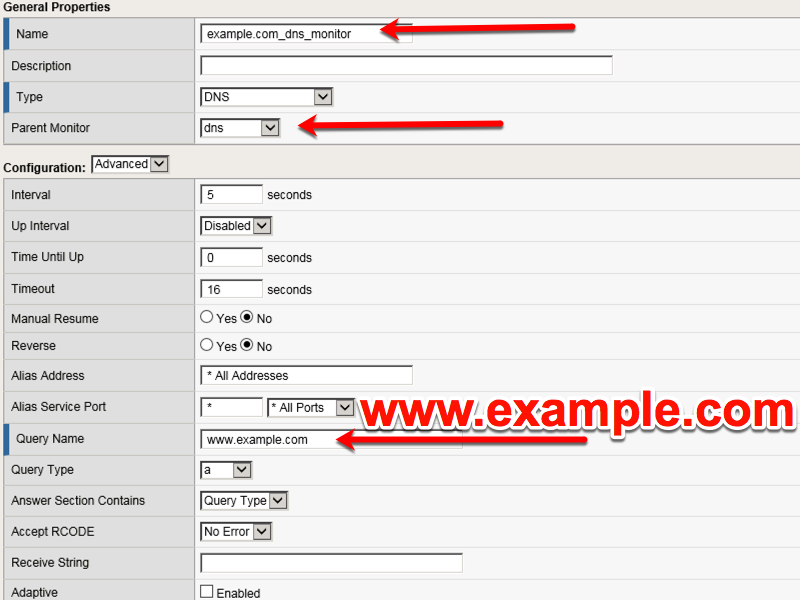 General Properties
Name example.com_dns_monitor
Description
Type DNS
Parent Monitor dns
Configuration: Advanced
Interval 5 seconds
Up Interval Disabled
Time Until Up 0 seconds
Timeout 16 seconds
Manual Resume Yes No
Reverse Yes No
Alias Address * All Addresses
Alias Service Port * * All Ports
www.example.com
Query Name www.example.com
Query Type a
Answer Section Contains Query Type
Accept RCODE No Error
Receive String
Adaptive Enabled